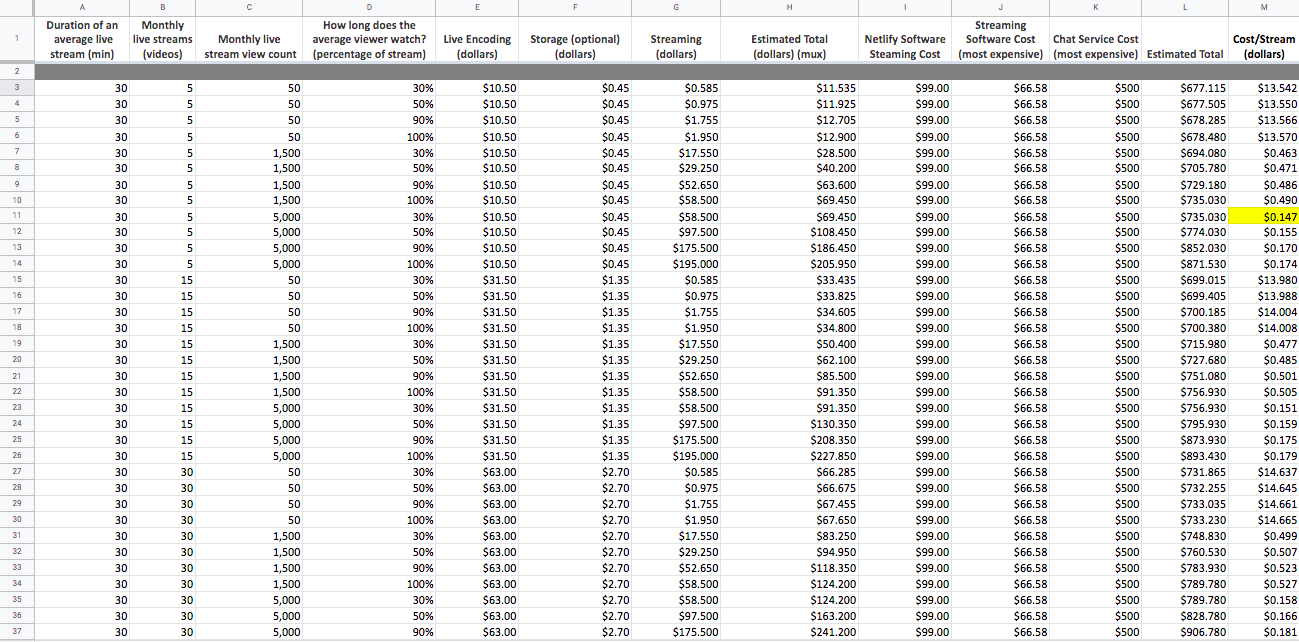 A B C D E F G H I J K L M
1 Duration of an average live stream (min) Monthly live streams (videos) Monthly live stream view count How long does the average viewer watch? (percentage of stream) Live Encoding (dollars) Storage (optional) (dollars) Streaming (dollars) Estimated Total (dollars) (mux) Netlify Software Steaming Cost Streaming Software Cost (most expensive) Chat Service Cost (most expensive) Estimated Total Cost/Stream (dollars)
2
3 30 5 50 30% $10.50 $0.45 $0.585 $11.535 $99.00 $66.58 $500 $677.115 $13.542
4 30 5 50 50% $10.50 $0.45 $0.975 $11.925 $99.00 $66.58 $500 $677.505 $13.550
5 30 5 50 90% $10.50 $0.45 $1.755 $12.705 $99.00 $66.58 $500 $678.285 $13.566
6 30 5 50 100% $10.50 $0.45 $1.950 $12.900 $99.00 $66.58 $500 $678.480 $13.570
7 30 5 1,500 30% $10.50 $0.45 $17.550 $28.500 $99.00 $66.58 $500 $694.080 $0.463
8 30 5 1,500 50% $10.50 $0.45 $29.250 $40.200 $99.00 $66.58 $500 $705.780 $0.471
9 30 5 1,500 90% $10.50 $0.45 $52.650 $63.600 $99.00 $66.58 $500 $729.180 $0.486
10 30 5 1,500 100% $10.50 $0.45 $58.500 $69.450 $99.00 $66.58 $500 $735.030 $0.490
11 30 5 5,000 30% $10.50 $0.45 $58.500 $69.450 $99.00 $66.58 $500 $735.030 $0.147
12 30 5 5,000 50% $10.50 $0.45 $97.500 $108.450 $99.00 $66.58 $500 $774.030 $0.155
13 30 5 5,000 90% $10.50 $0.45 $175.500 $186.450 $99.00 $66.58 $500 $852.030 $0.170
14 30 5 5,000 100% $10.50 $0.45 $195.000 $205.950 $99.00 $66.58 $500 $871.530 $0.174
15 30 15 50 30% $31.50 $1.35 $0.585 $33.435 $99.00 $66.58 $500 $699.015 $13.980
16 30 15 50 50% $31.50 $1.35 $0.975 $33.825 $99.00 $66.58 $500 $699.405 $13.988
17 30 15 50 90% $31.50 $1.35 $1.755 $34.605 $99.00 $66.58 $500 $700.185 $14.004
18 30 15 50 100% $31.50 $1.35 $1.950 $34.800 $99.00 $66.58 $500 $700.380 $14.008
19 30 15 1,500 30% $31.50 $1.35 $17.550 $50.400 $99.00 $66.58 $500 $715.980 $0.477
20 30 15 1,500 50% $31.50 $1.35 $29.250 $62.100 $99.00 $66.58 $500 $727.680 $0.485
21 30 15 1,500 90% $31.50 $1.35 $52.650 $85.500 $99.00 $66.58 $500 $751.080 $0.501
22 30 15 1,500 100% $31.50 $1.35 $58.500 $91.350 $99.00 $66.58 $500 $756.930 $0.505
23 30 15 5,000 30% $31.50 $1.35 $58.500 $91.350 $99.00 $66.58 $500 $756.930 $0.151
24 30 15 5,000 50% $31.50 $1.35 $97.500 $130.350 $99.00 $66.58 $500 $795.930 $0.159
25 30 15 5,000 90% $31.50 $1.35 $175.500 $208.350 $99.00 $66.58 $500 $873.930 $0.175
26 30 15 5,000 100% $31.50 $1.35 $195.000 $227.850 $99.00 $66.58 $500 $893.430 $0.179
27 30 30 50 30% $63.00 $2.70 $0.585 $66.285 $99.00 $66.58 $500 $731.865 $14.637
28 30 30 50 50% $63.00 $2.70 $0.975 $66.675 $99.00 $66.58 $500 $732.255 $14.645
29 30 30 50 90% $63.00 $2.70 $1.755 $67.455 $99.00 $66.58 $500 $733.035 $14.661
30 30 30 50 100% $63.00 $2.70 $1.950 $67.650 $99.00 $66.58 $500 $733.230 $14.665
31 30 30 1,500 30% $63.00 $2.70 $17.550 $83.250 $99.00 $66.58 $500 $748.830 $0.499
32 30 30 1,500 50% $63.00 $2.70 $29.250 $94.950 $99.00 $66.58 $500 $760.530 $0.507
33 30 30 1,500 90% $63.00 $2.70 $52.650 $118.350 $99.00 $66.58 $500 $783.930 $0.523
34 30 30 1,500 100% $63.00 $2.70 $58.500 $124.200 $99.00 $66.58 $500 $789.780 $0.527
35 30 30 5,000 30% $63.00 $2.70 $58.500 $124.200 $99.00 $66.58 $500 $789.780 $0.158
36 30 30 5,000 50% $63.00 $2.70 $97.500 $163.200 $99.00 $66.58 $500 $828.780 $0.166
37 30 30 5,000 90% $63.00 $2.70 $175.500 $241.200 $99.00 $66.58 $500 $906.780 $0.181